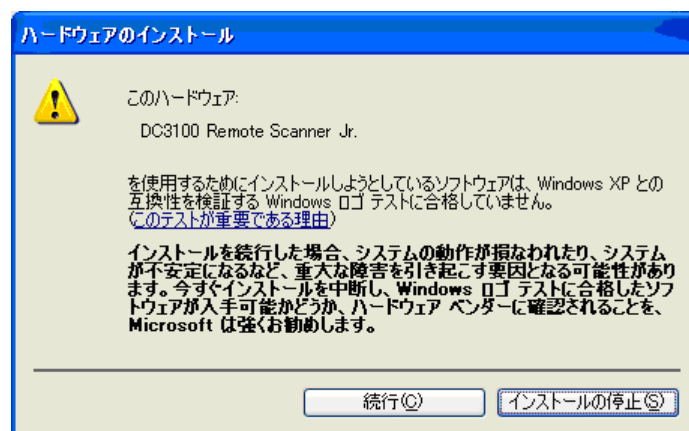 ハードウェアのインストール
このハードウェア:
DC3100 Remote Scanner Jr.
を使用するためにインストールしようとしているソフトウェアは、Windows XP との
互換性を検証する Windows ロゴ テストに合格していません。
(このテストが重要である理由)
インストールを続行した場合、システムの動作が損なわれたり、システム
が不安定になるなど、重大な障害を引き起こす要因となる可能性があり
ます。今すぐインストールを中断し、Windows ロゴ テストに合格したソフ
トウェアが入手可能かどうか、ハードウェア ベンダーに確認されることを、
Microsoft は強くお勧めします。
続行(C)
インストールの停止(S)